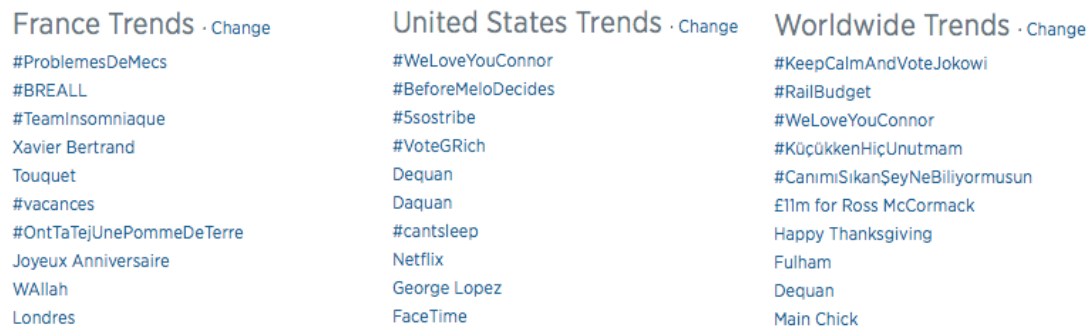 France Trends · Change
#ProblemesDeMecs
#BREALL
#TeamInsomniaque
Xavier Bertrand
Touquet
#vacances
#OntTaTejUnePommeDeTerre
Joyeux Anniversaire
WAllah
Londres
United States Trends · Change
#WeLoveYouConnor
#BeforeMeloDecides
#5sostribe
#VoteGRich
Dequan
Daquan
#cantsleep
Netflix
George Lopez
FaceTime
Worldwide Trends · Change
#KeepCalmAndVoteJokowi
#RailBudget
#WeLoveYouConnor
#KüçükkenHiçUnutmam
#CanımıSıkanŞeyNeBiliyormusun
£11m for Ross McCormack
Happy Thanksgiving
Fulham
Dequan
Main Chick